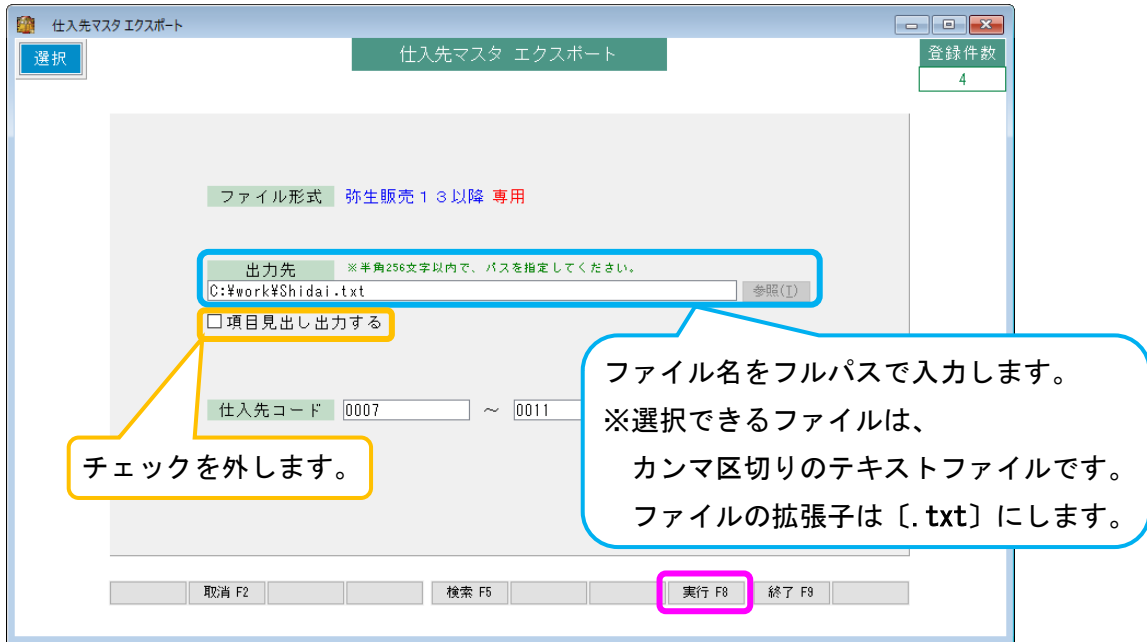 仕入先マスタ エクスポート
選択
仕入先マスタ エクスポート
登録件数
4
ファイル形式 弥生販売１３以降 専用
出力先 ※半角256文字以内で、パスを指定してください。
C:¥work¥Shidai.txt 参照(I)
項目見出し出力する
ファイル名をフルパスで入力します。
※選択できるファイルは、
カンマ区切りのテキストファイルです。
ファイルの拡張子は〔.txt〕にします。
仕入先コード 0007 ～ 0011
チェックを外します。
取消 F2 検索 F5 実行 F8 終了 F9